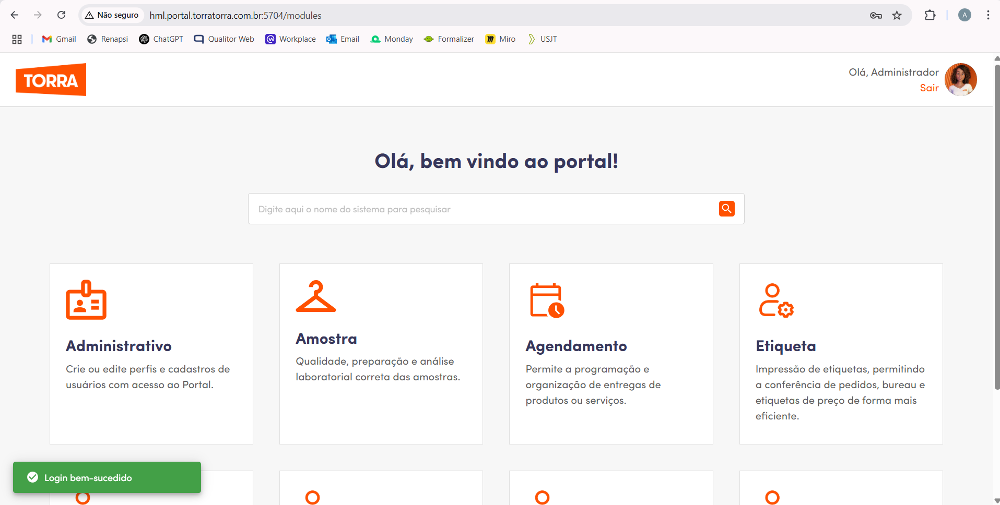 Não seguro
hml.portal.torratorra.com.br:5704/modules
A
Gmail
Renapsi
ChatGPT
Qualitor Web
Workplace
Email
Monday
Formalizer
Miro
USJT
TORRA
Olá, Administrador
Sair
Olá, bem vindo ao portal!
Digite aqui o nome do sistema para pesquisar
Administrativo
Crie ou edite perfis e cadastros de
usuários com acesso ao Portal.
Amostra
Qualidade, preparação e análise
laboratorial correta das amostras.
Agendamento
Permite a programação e
organização de entregas de
produtos ou serviços.
Etiqueta
Impressão de etiquetas, permitindo
a conferência de pedidos, bureau e
etiquetas de preço de forma mais
eficiente.
Login bem-sucedido